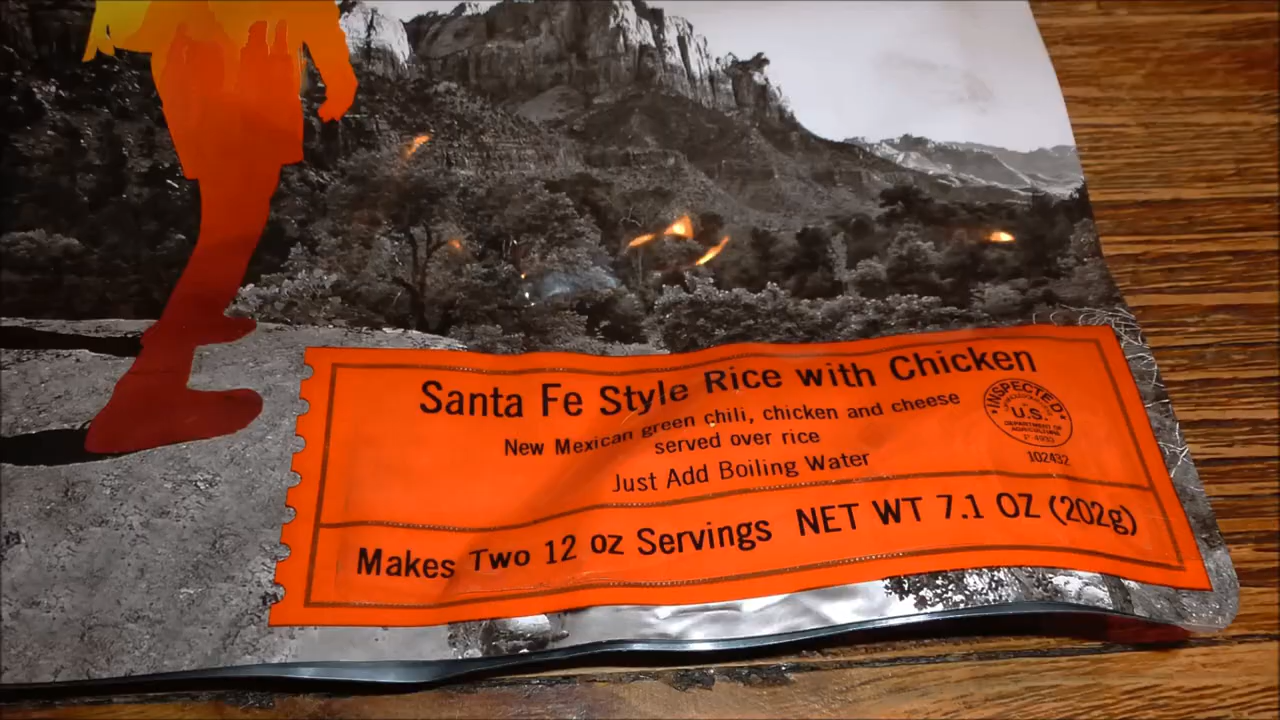 Santa Fe Style Rice with Chicken
New Mexican green chili, chicken and cheese
served over rice
Just Add Boiling Water
INSPECTED
U.S.
DEPARTMENT OF
AGRICULTURE
P-4933
102432
Makes Two 12 oz Servings NET WT 7.1 OZ (202g)